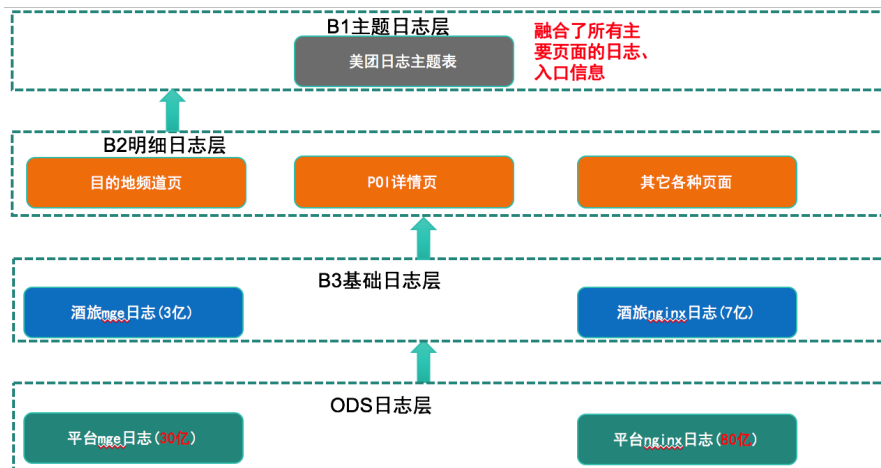 B1主题日志层
美团日志主题表
融合了所有主
要页面的日志、
入口信息
B2明细日志层
目的地频道页
POI详情页
其它各种页面
B3基础日志层
酒旅mge日志(3亿)
酒旅nginx日志(7亿)
ODS日志层
平台mge日志(30亿)
平台nginx日志(80亿)